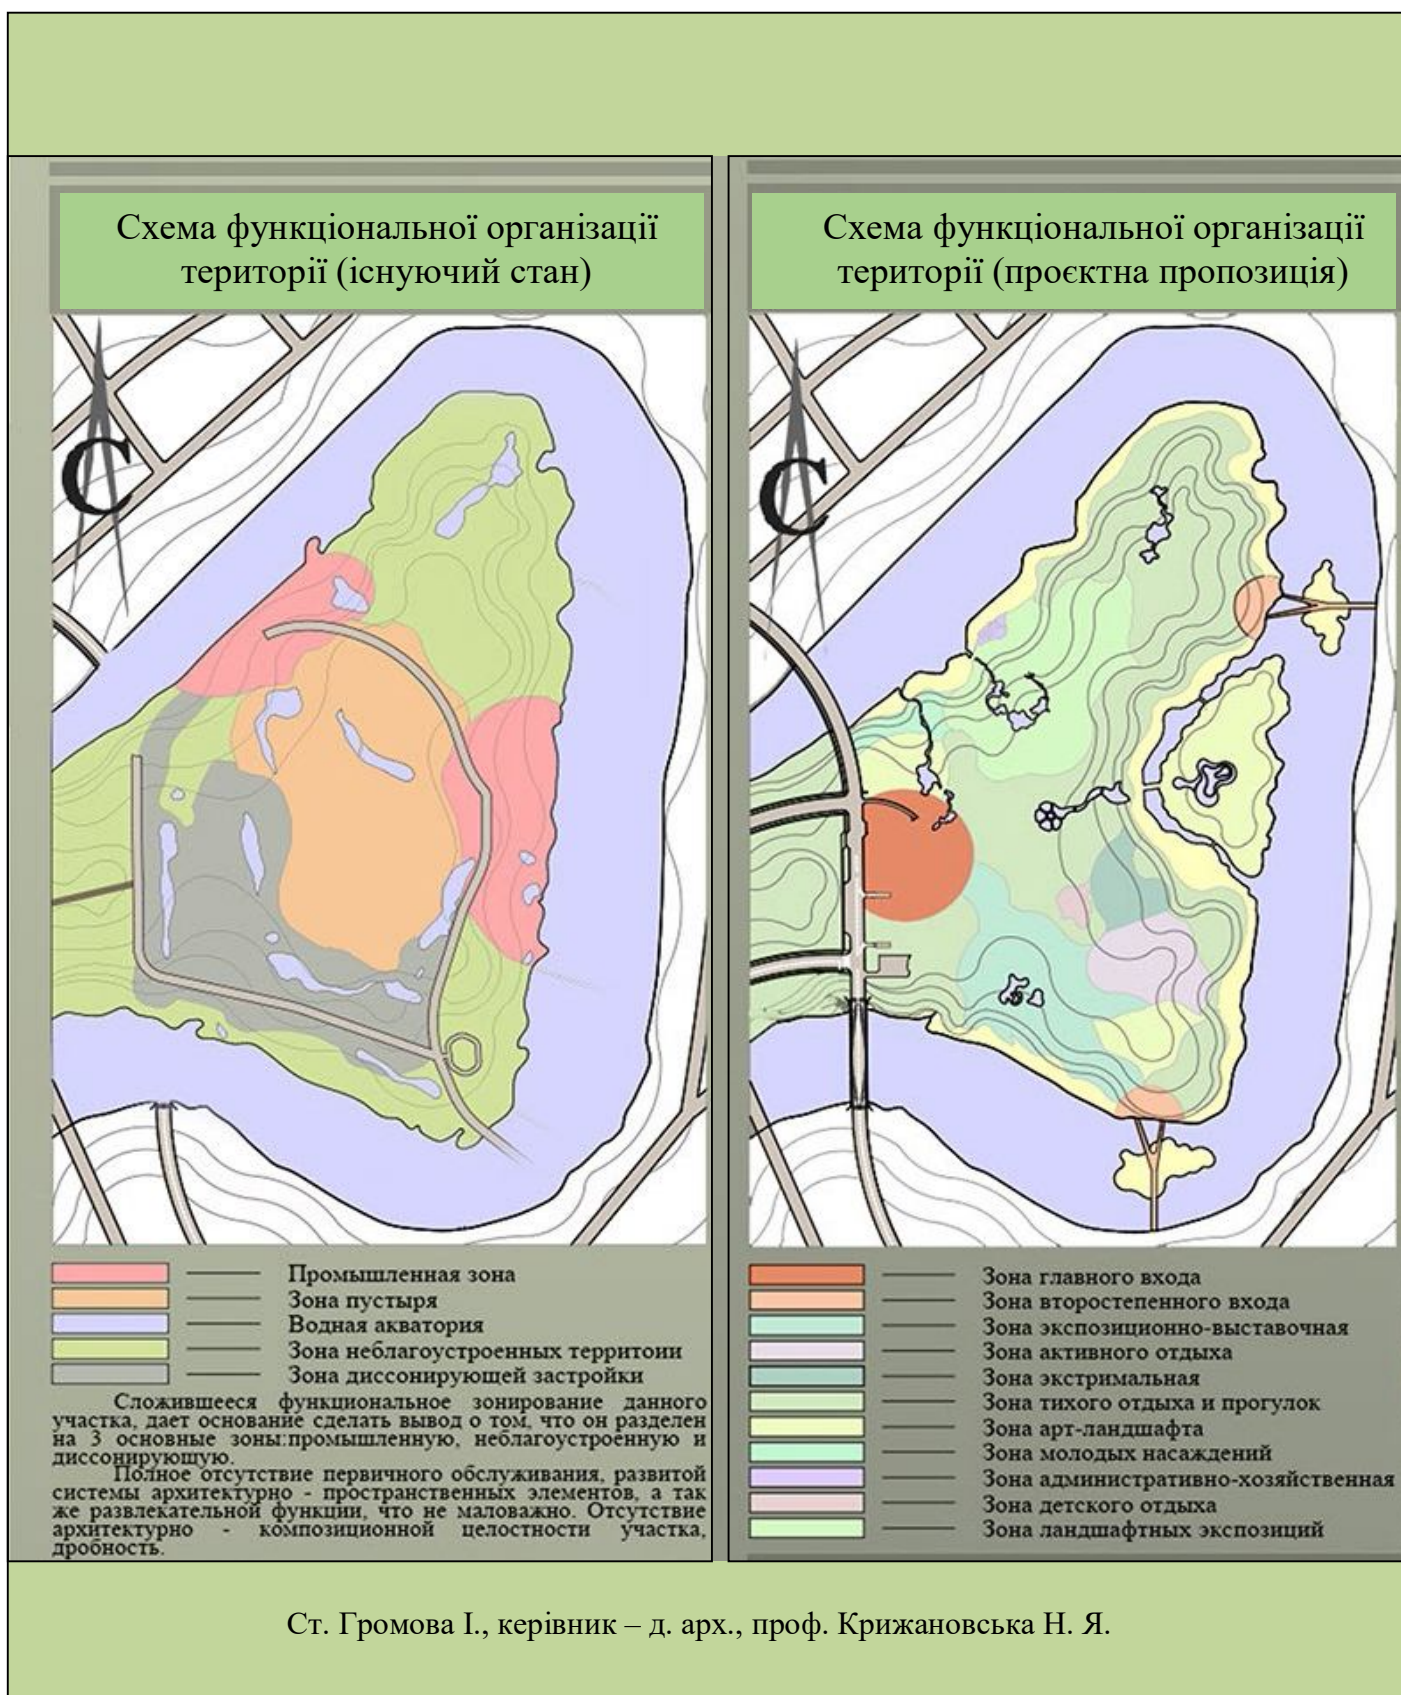 Схема функціональної організації
території (існуючий стан)
С
Промышленная зона
Зона пустыря
Водная акватория
Зона неблагоустроенных территоии
Зона диссонирующей застройки
Сложившееся функциональное зонирование данного
участка, дает основание сделать вывод о том, что он разделен
на 3 основные зоны:промышленную, неблагоустроенную и
диссонирующую.
Полное отсутствие первичного обслуживания, развитой
системы архитектурно - пространственных элементов, а так
же развлекательной функции, что не маловажно. Отсутствие
архитектурно - композиционной целостности участка,
дробность.
Схема функціональної організації
території (проєктна пропозиція)
С
Зона главного входа
Зона второстепенного входа
Зона экспозиционно-выставочная
Зона активного отдыха
Зона экстримальная
Зона тихого отдыха и прогулок
Зона арт-ландшафта
Зона молодых насаждений
Зона административно-хозяйственная
Зона детского отдыха
Зона ландшафтных экспозиций
Ст. Громова І., керівник – д. арх., проф. Крижановська Н. Я.